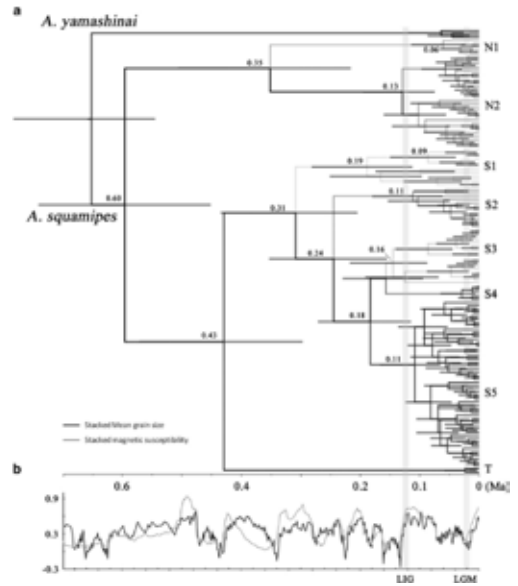 a
A. yamashinai
0.06
N1
0.35
0.13
N2
0.09
S1
0.19
0.11
S2
0.60
A. squamipes
0.31
0.16
S3
0.24
S4
0.18
0.43
0.11
S5
Stacked Mean grain size
Stacked magnetic susceptibility
T
b
0.6
0.4
0.2
0.1
0 (Ma)
0.9
0.3
-0.3
LIG
LGM